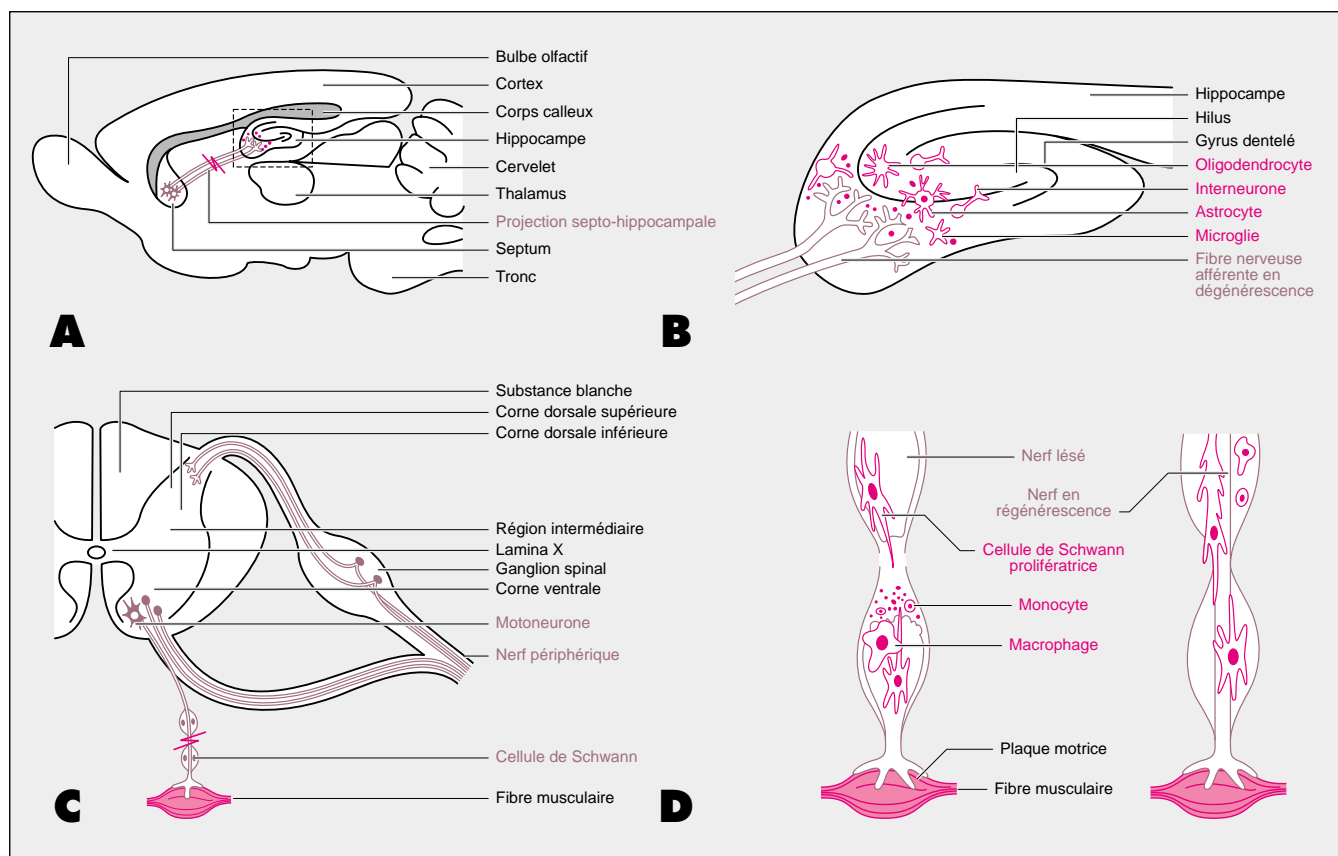 Bulbe olfactif
Cortex
Corps calleux
Hippocampe
Cervelet
Thalamus
Projection septo-hippocampale
Septum
Tronc
A
Hippocampe
Hilus
Gyrus dentelé
Oligodendrocyte
Interneurone
Astrocyte
Microglie
Fibre nerveuse
afférente en
dégénérescence
B
Substance blanche
Corne dorsale supérieure
Corne dorsale inférieure
Région intermédiaire
Lamina X
Ganglion spinal
Corne ventrale
Motoneurone
Nerf périphérique
Cellule de Schwann
Fibre musculaire
C
Nerf lésé
Nerf en
régénérescence
Cellule de Schwann
prolifératrice
Monocyte
Macrophage
Plaque motrice
Fibre musculaire
D